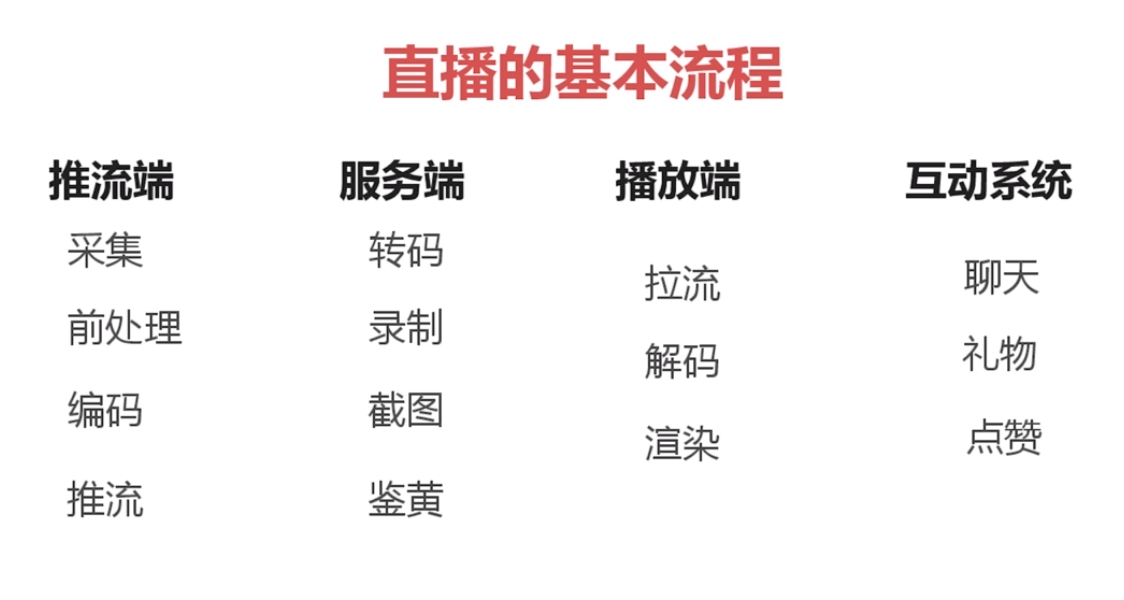 直播的基本流程
推流端
采集
前处理
编码
推流
服务端
转码
录制
截图
鉴黄
播放端
拉流
解码
渲染
互动系统
聊天
礼物
点赞